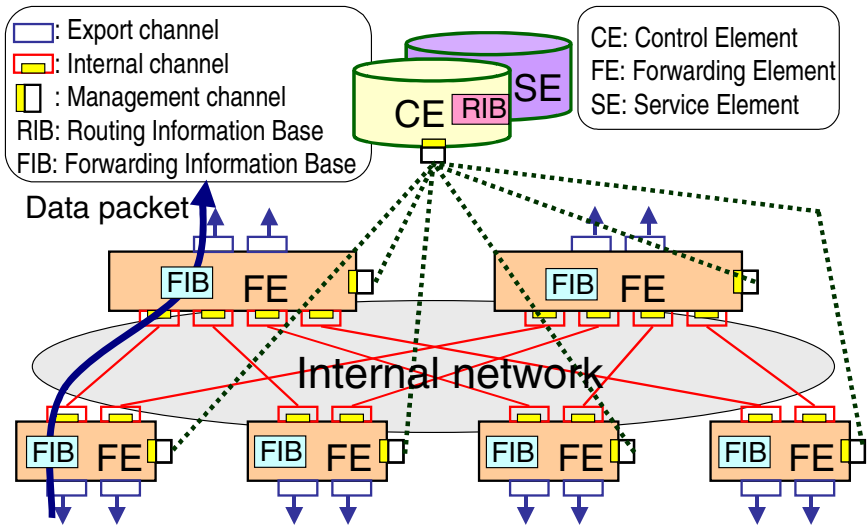 : Export channel
: Internal channel
: Management channel
RIB: Routing Information Base
FIB: Forwarding Information Base
CE: Control Element
FE: Forwarding Element
SE: Service Element
SE
CE
RIB
Data packet
FIB
FE
FIB
FE
Internal network
FIB
FE
FIB
FE
FIB
FE
FIB
FE